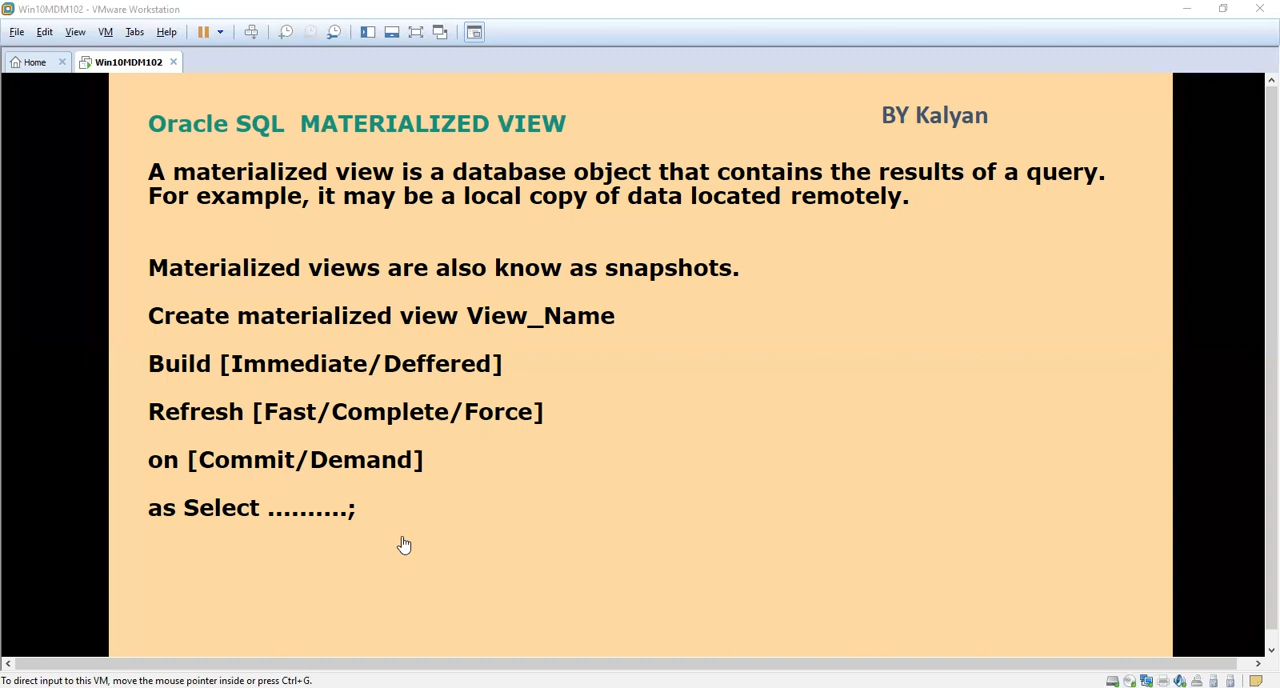 Win10MDM102 - VMware Workstation
File Edit View VM Tabs Help
Home Win10MDM102
Oracle SQL MATERIALIZED VIEW
BY Kalyan
A materialized view is a database object that contains the results of a query.
For example, it may be a local copy of data located remotely.
Materialized views are also know as snapshots.
Create materialized view View_Name
Build [Immediate/Deffered]
Refresh [Fast/Complete/Force]
on [Commit/Demand]
as Select ..........;
To direct input to this VM, move the mouse pointer inside or press Ctrl+G.